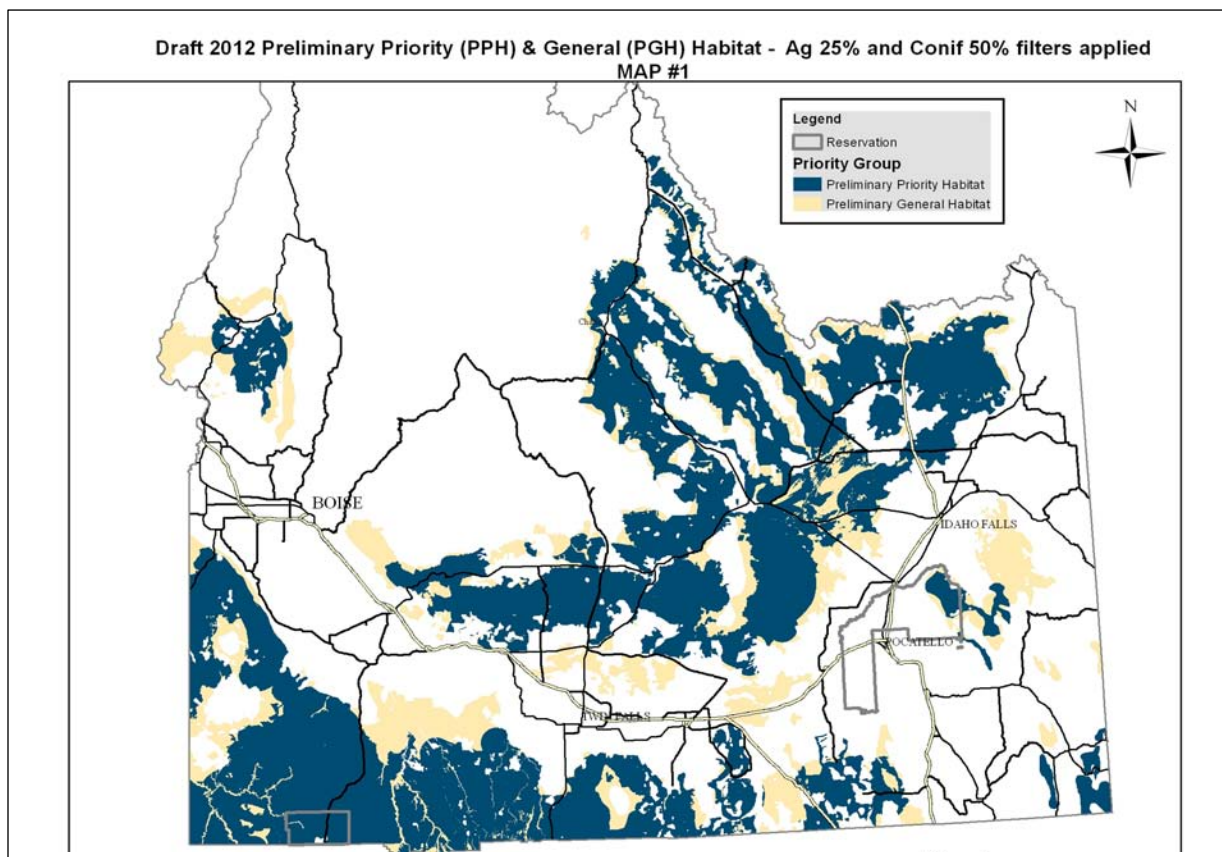 Draft 2012 Preliminary Priority (PPH) & General (PGH) Habitat - Ag 25% and Conif 50% filters applied
MAP #1
Legend
Reservation
Priority Group
Preliminary Priority Habitat
Preliminary General Habitat
N
BOISE
IDAHO FALLS
POCATELLO
TWIN FALLS